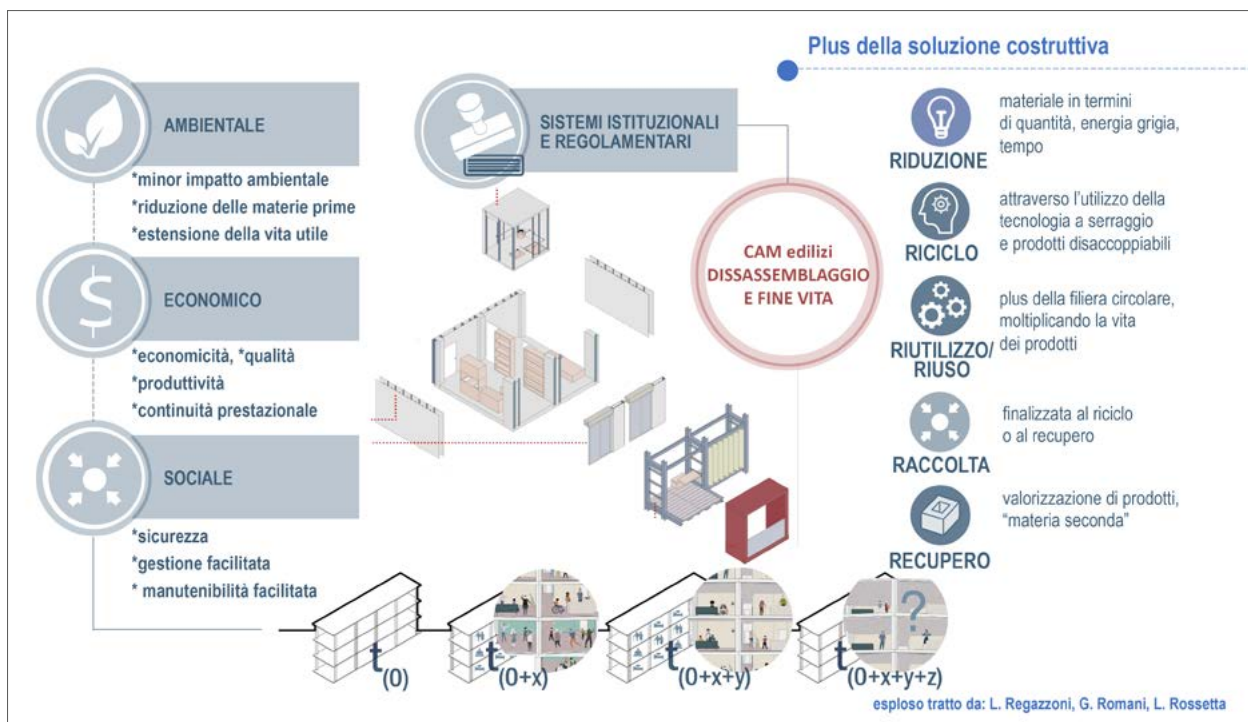 Plus della soluzione costruttiva
AMBIENTALE
*minor impatto ambientale
*riduzione delle materie prime
*estensione della vita utile
ECONOMICO
*economicità, *qualità
*produttività
*continuità prestazionale
SOCIALE
*sicurezza
*gestione facilitata
* manutenibilità facilitata
SISTEMI ISTITUZIONALI
E REGOLAMENTARI
CAM edilizi
DISSASSEMBLAGGIO
E FINE VITA
RIDUZIONE
materiale in termini
di quantità, energia grigia,
tempo
RICICLO
attraverso l’utilizzo della
tecnologia a serraggio
e prodotti disaccoppiabili
RIUTILIZZO/
RIUSO
plus della filiera circolare,
moltiplicando la vita
dei prodotti
RACCOLTA
finalizzata al riciclo
o al recupero
RECUPERO
valorizzazione di prodotti,
“materia seconda”
t(0)
t(0+x)
t(0+x+y)
t(0+x+y+z)
?
esploso tratto da: L. Regazzoni, G. Romani, L. Rossetta